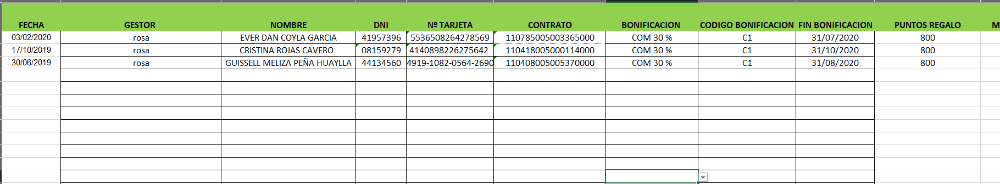 FECHA GESTOR NOMBRE DNI Nº TARJETA CONTRATO BONIFICACION CODIGO BONIFICACION FIN BONIFICACION PUNTOS REGALO M
03/02/2020 rosa EVER DAN COYLA GARCIA 41957396 5536508264278569 110785005003365000 COM 30 % C1 31/07/2020 800
17/10/2019 rosa CRISTINA ROJAS CAVERO 08159279 4140898226275642 110418005000114000 COM 30 % C1 31/10/2020 800
30/06/2019 rosa GUISSELL MELIZA PEÑA HUAYLLA 44134560 4919-1082-0564-2690 110408005005370000 COM 30 % C1 31/08/2020 800